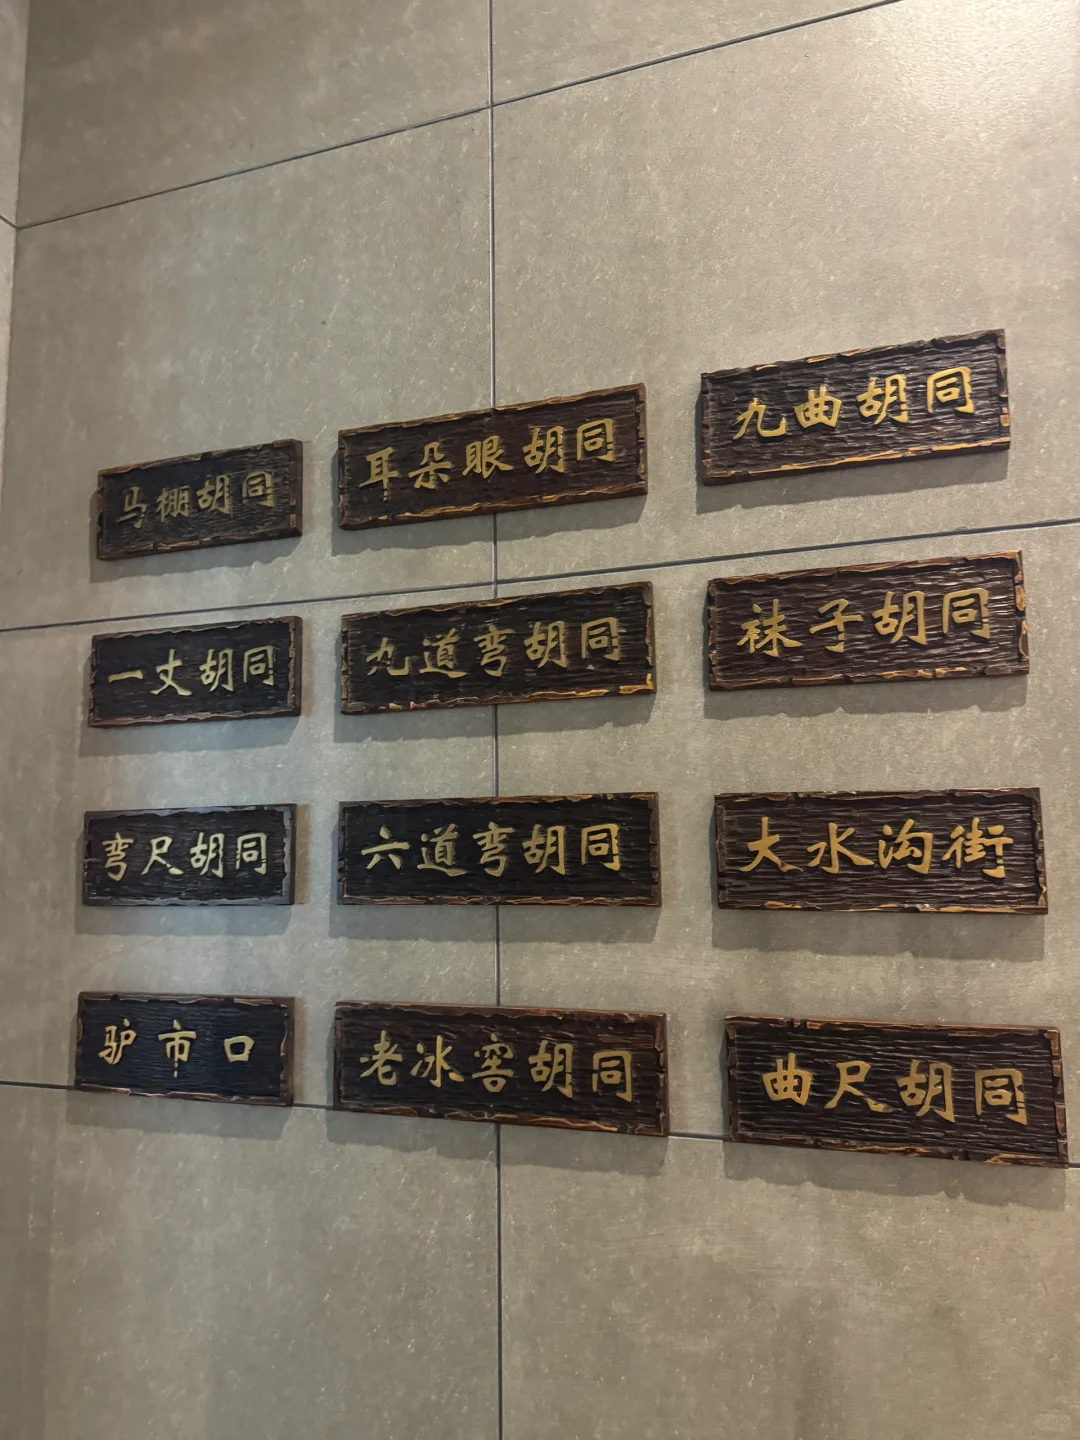 马棚胡同
耳朵眼胡同
九曲胡同
一丈胡同
九道弯胡同
袜子胡同
弯尺胡同
六道弯胡同
大水沟街
驴市口
老冰窖胡同
曲尺胡同